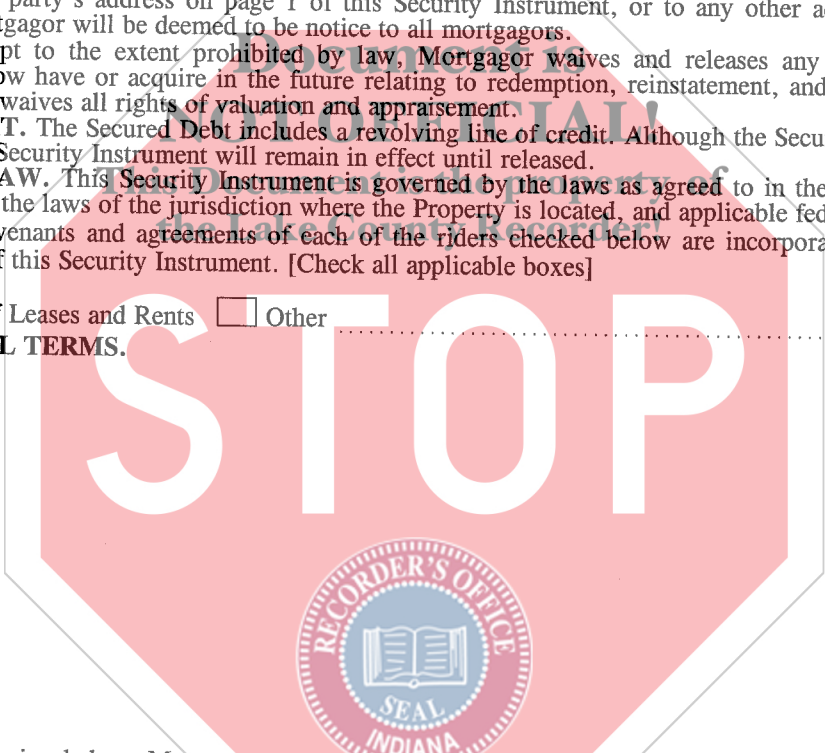 party's address on page 1 of this Security Instrument, or to any other
tgagor will be deemed to be notice to all mortgagors.
pt to the extent prohibited by law, Mortgagor waives and releases any
ow have or acquire in the future relating to redemption, reinstatement, and
waives all rights of valuation and appraisement.
T. The Secured Debt includes a revolving line of credit. Although the Secu
Security Instrument will remain in effect until released.
AW. This Security Instrument is governed by the laws as agreed to in the
the laws of the jurisdiction where the Property is located, and applicable fed
venants and agreements of each of the riders checked below are incorpora
f this Security Instrument. [Check all applicable boxes]
Leases and Rents Other
L TERMS.
Document is
NOT OFFICIAL!
This Document is the property of
the Lake County Recorder!
STOP
RECORDER'S OFFICE
SEAL
INDIANA